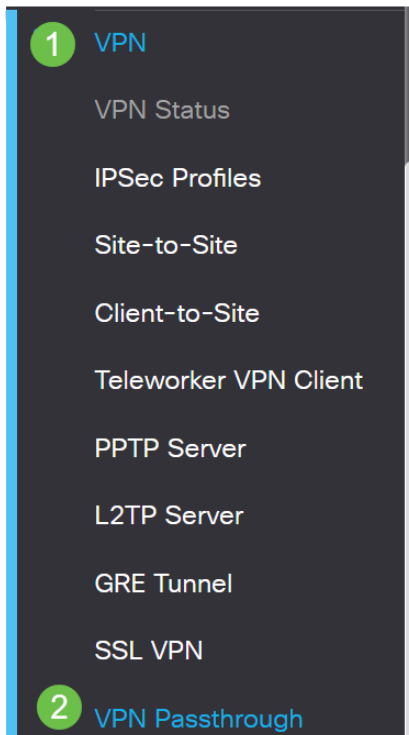 1 VPN
VPN Status
IPSec Profiles
Site-to-Site
Client-to-Site
Teleworker VPN Client
PPTP Server
L2TP Server
GRE Tunnel
SSL VPN
2 VPN Passthrough